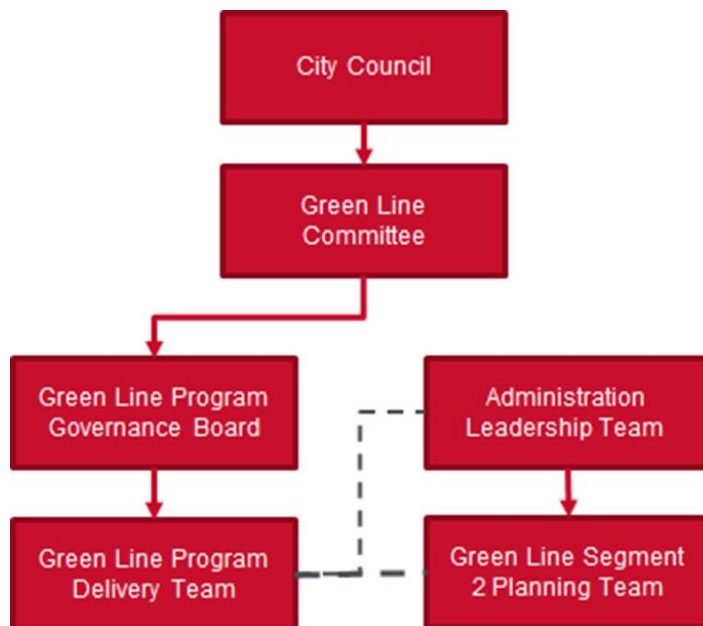 City Council
Green Line
Committee
Green Line Program
Governance Board
Administration
Leadership Team
Green Line Program
Delivery Team
Green Line Segment
2 Planning Team